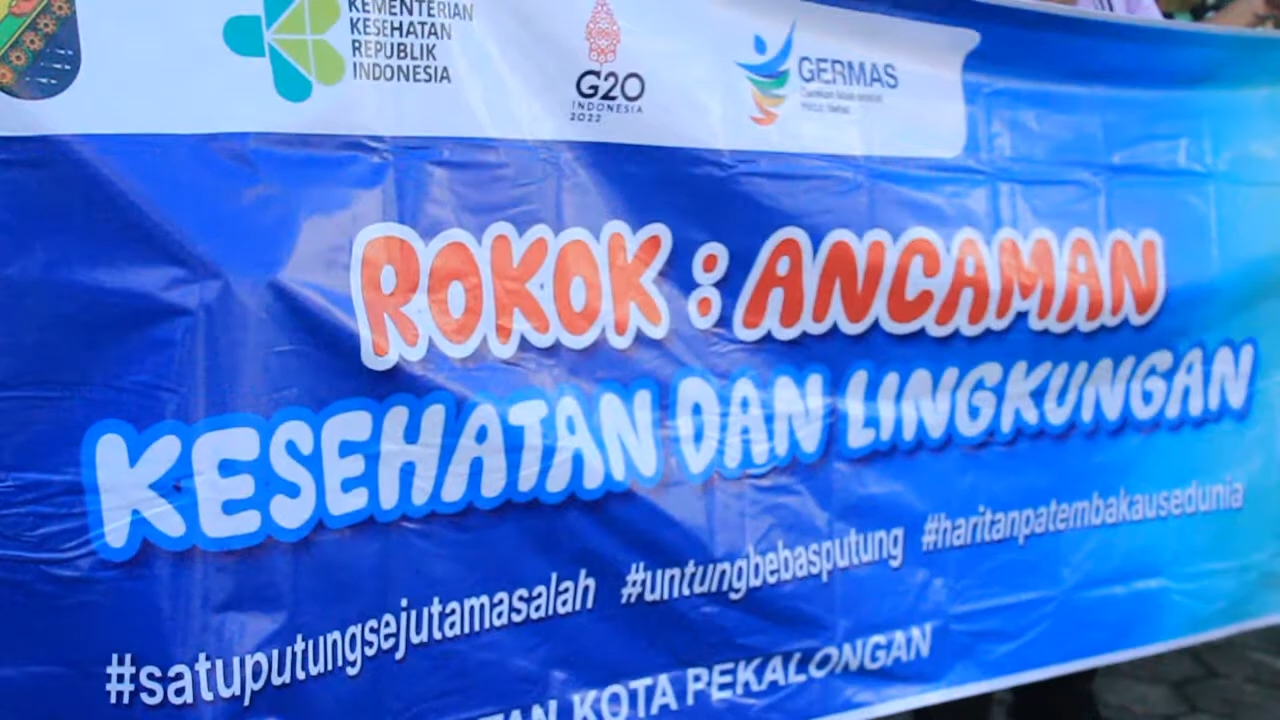 KEMENTERIAN
KESEHATAN
REPUBLIK
INDONESIA
G20
INDONESIA
2022
GERMAS
ROKOK : ANCAMAN
KESEHATAN DAN LINGKUNGAN
#satuputungsejutamasalah #untungbebasputung #haritanpatembakausedunia
KOTA PEKALONGAN